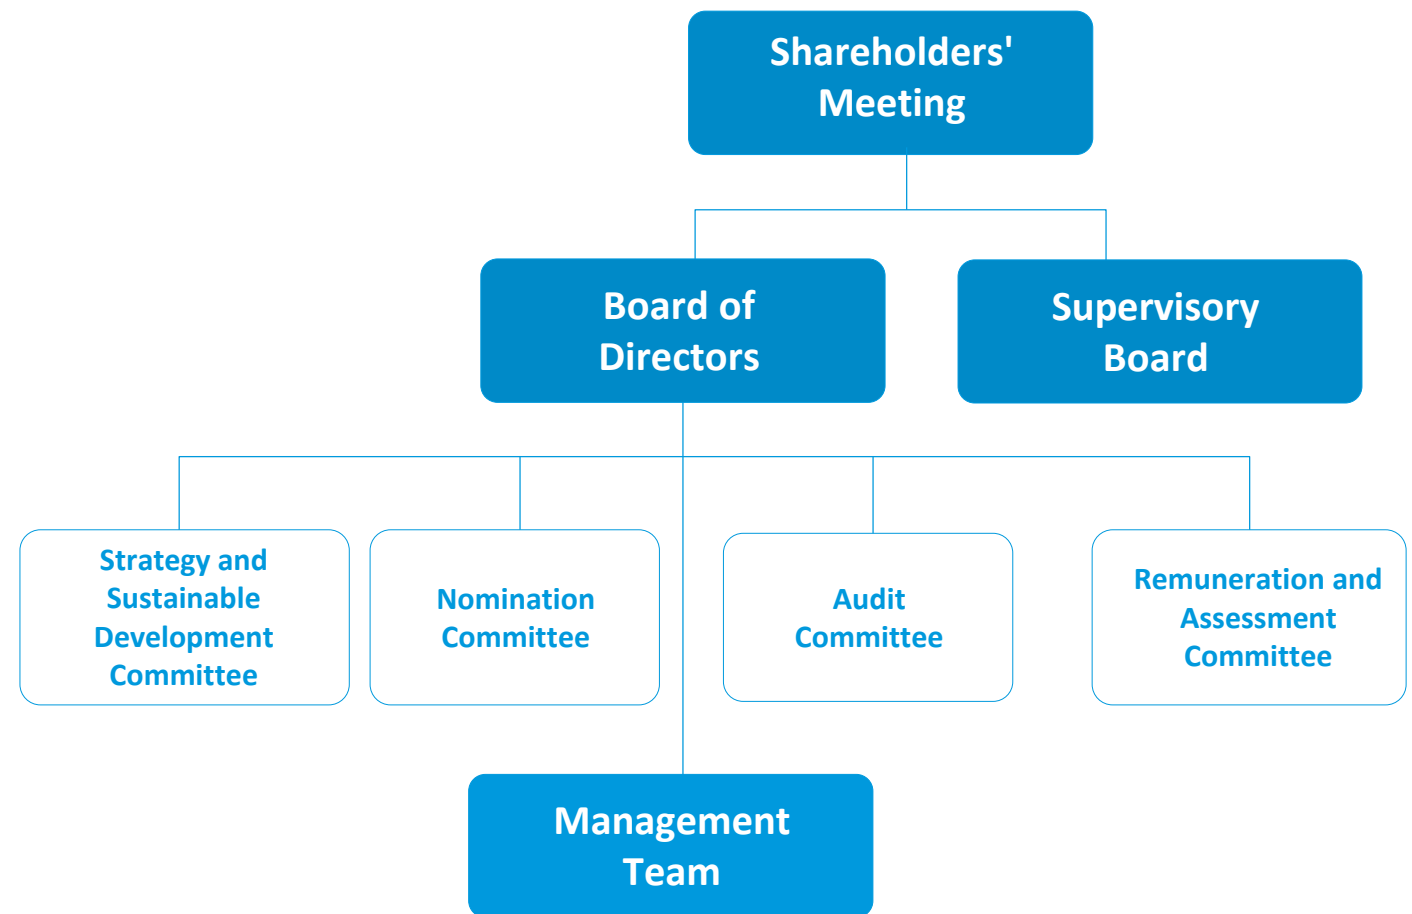 Shareholders'
Meeting
Board of
Directors
Supervisory
Board
Strategy and
Sustainable
Development
Committee
Nomination
Committee
Audit
Committee
Remuneration and
Assessment
Committee
Management
Team